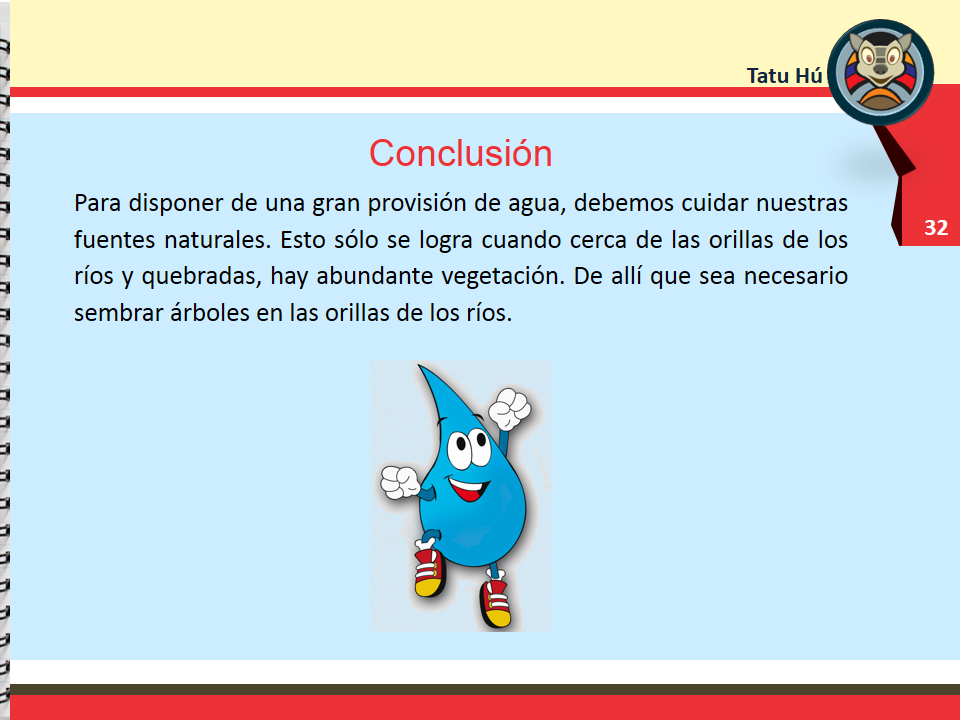 Tatu Hú
32
Conclusión
Para disponer de una gran provisión de agua, debemos cuidar nuestras
fuentes naturales. Esto sólo se logra cuando cerca de las orillas de los
ríos y quebradas, hay abundante vegetación. De allí que sea necesario
sembrar árboles en las orillas de los ríos.